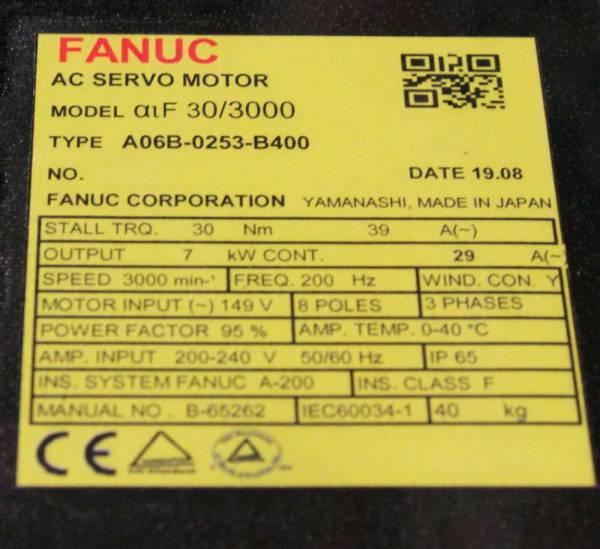 FANUC
AC SERVO MOTOR
MODEL αιF 30/3000
TYPE A06B-0253-B400
NO. DATE 19.08
FANUC CORPORATION YAMANASHI, MADE IN JAPAN
STALL TRQ. 30 Nm 39 A(~)
OUTPUT 7 kW CONT. 29 A(~
SPEED 3000 min-¹ FREQ. 200 Hz WIND. CON. Y
MOTOR INPUT (~) 149 V 8 POLES 3 PHASES
POWER FACTOR 95 % AMP. TEMP. 0-40 °C
AMP. INPUT 200-240 V 50/60 Hz IP 65
INS. SYSTEM FANUC A-200 INS. CLASS F
MANUAL NO. B-65262 IEC60034-1 40 kg
CE